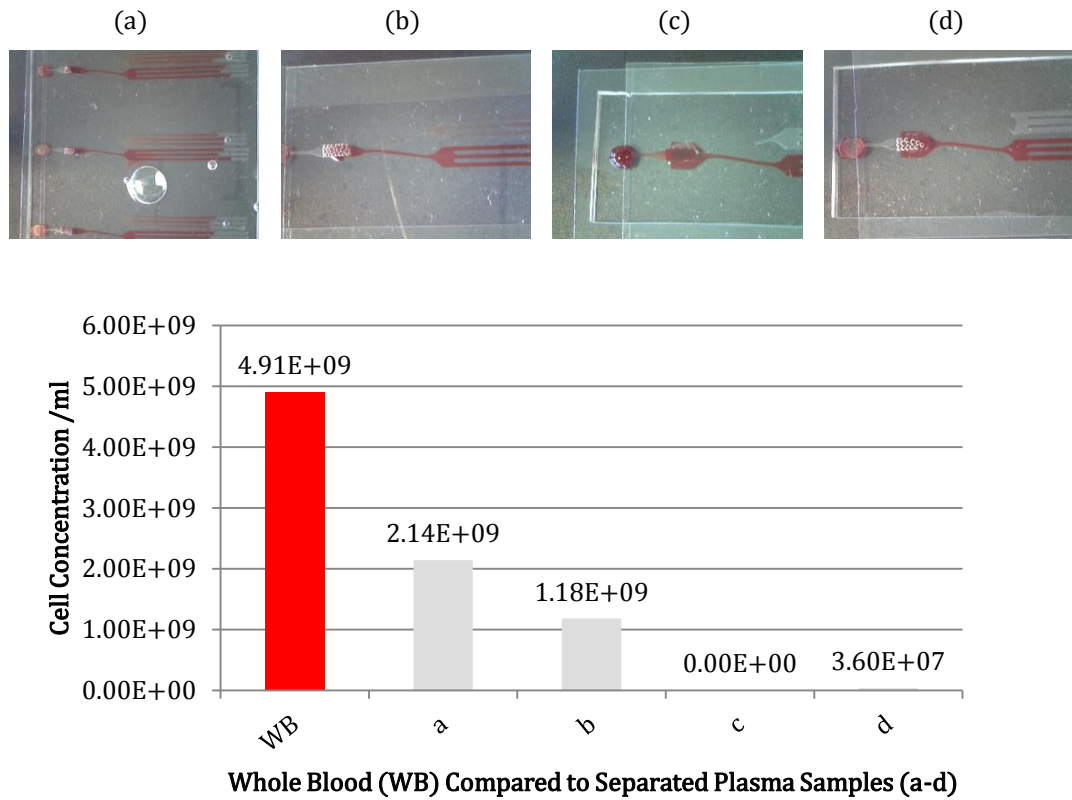 (a) (b) (c) (d)
6.00E+09
5.00E+09
4.00E+09
3.00E+09
2.00E+09
1.00E+09
0.00E+00
Cell Concentration /ml
4.91E+09
2.14E+09
1.18E+09
0.00E+00
3.60E+07
WB a b c d
Whole Blood (WB) Compared to Separated Plasma Samples (a-d)